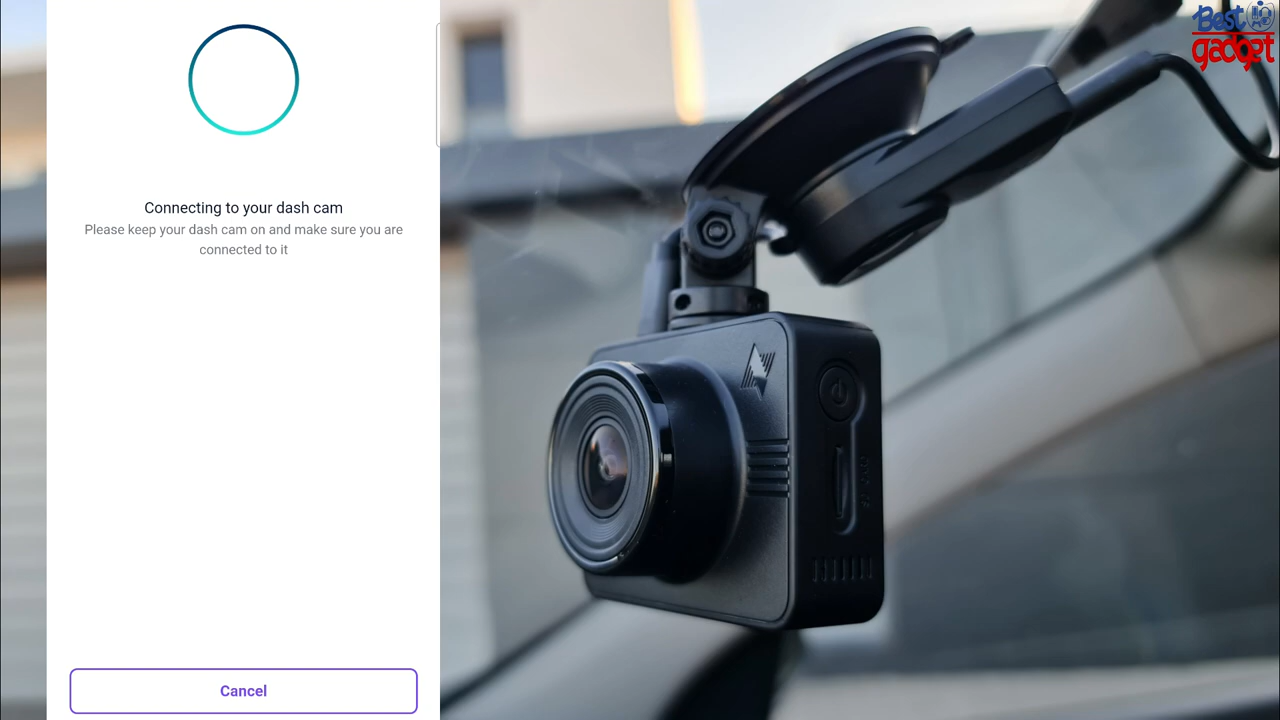 Connecting to your dash cam
Please keep your dash cam on and make sure you are
connected to it
Cancel
Best
gadget